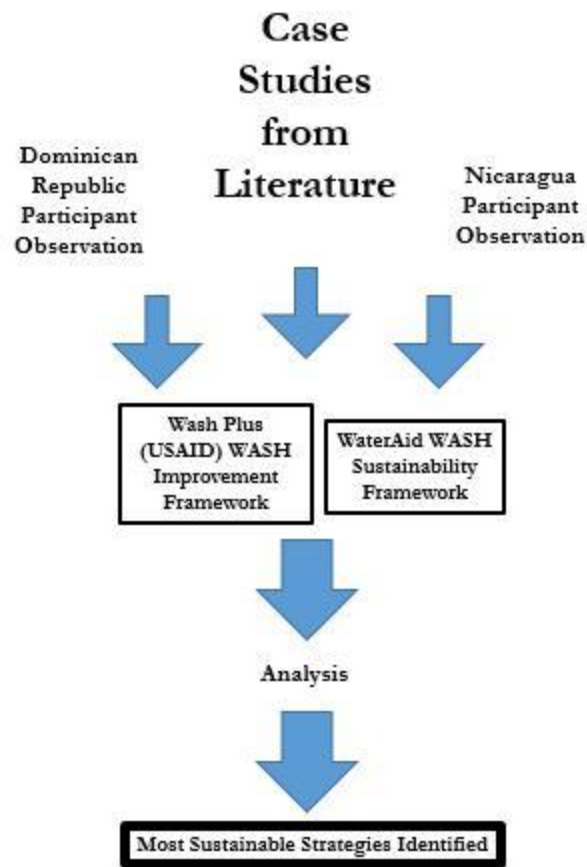 Case
Studies
from
Literature
Dominican
Republic
Participant
Observation
Nicaragua
Participant
Observation
Wash Plus
(USAID) WASH
Improvement
Framework
WaterAid WASH
Sustainability
Framework
Analysis
Most Sustainable Strategies Identified